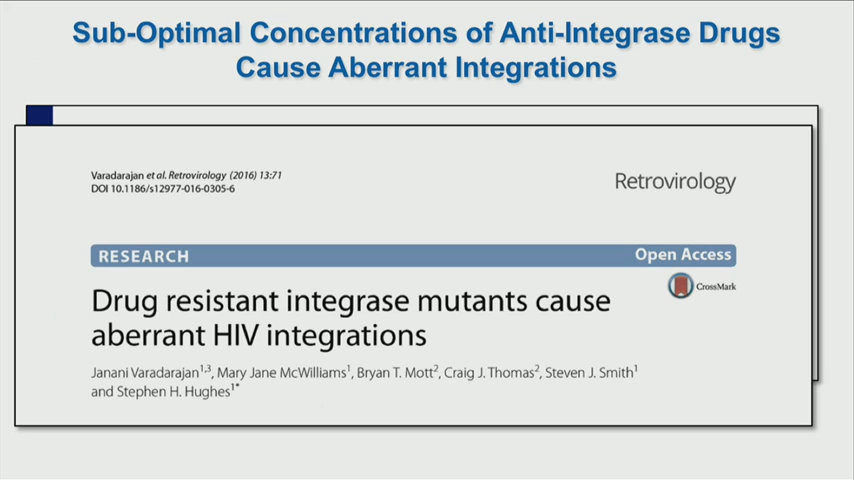 Sub-Optimal Concentrations of Anti-Integrase Drugs
Cause Aberrant Integrations
Varadarajan et al. Retrovirology (2016) 13:71
DOI 10.1186/s12977-016-0305-6
Retrovirology
RESEARCH
Open Access
CrossMark
Drug resistant integrase mutants cause
aberrant HIV integrations
Janani Varadarajan1,3, Mary Jane McWilliams1, Bryan T. Mott2, Craig J. Thomas2, Steven J. Smith1
and Stephen H. Hughes1*